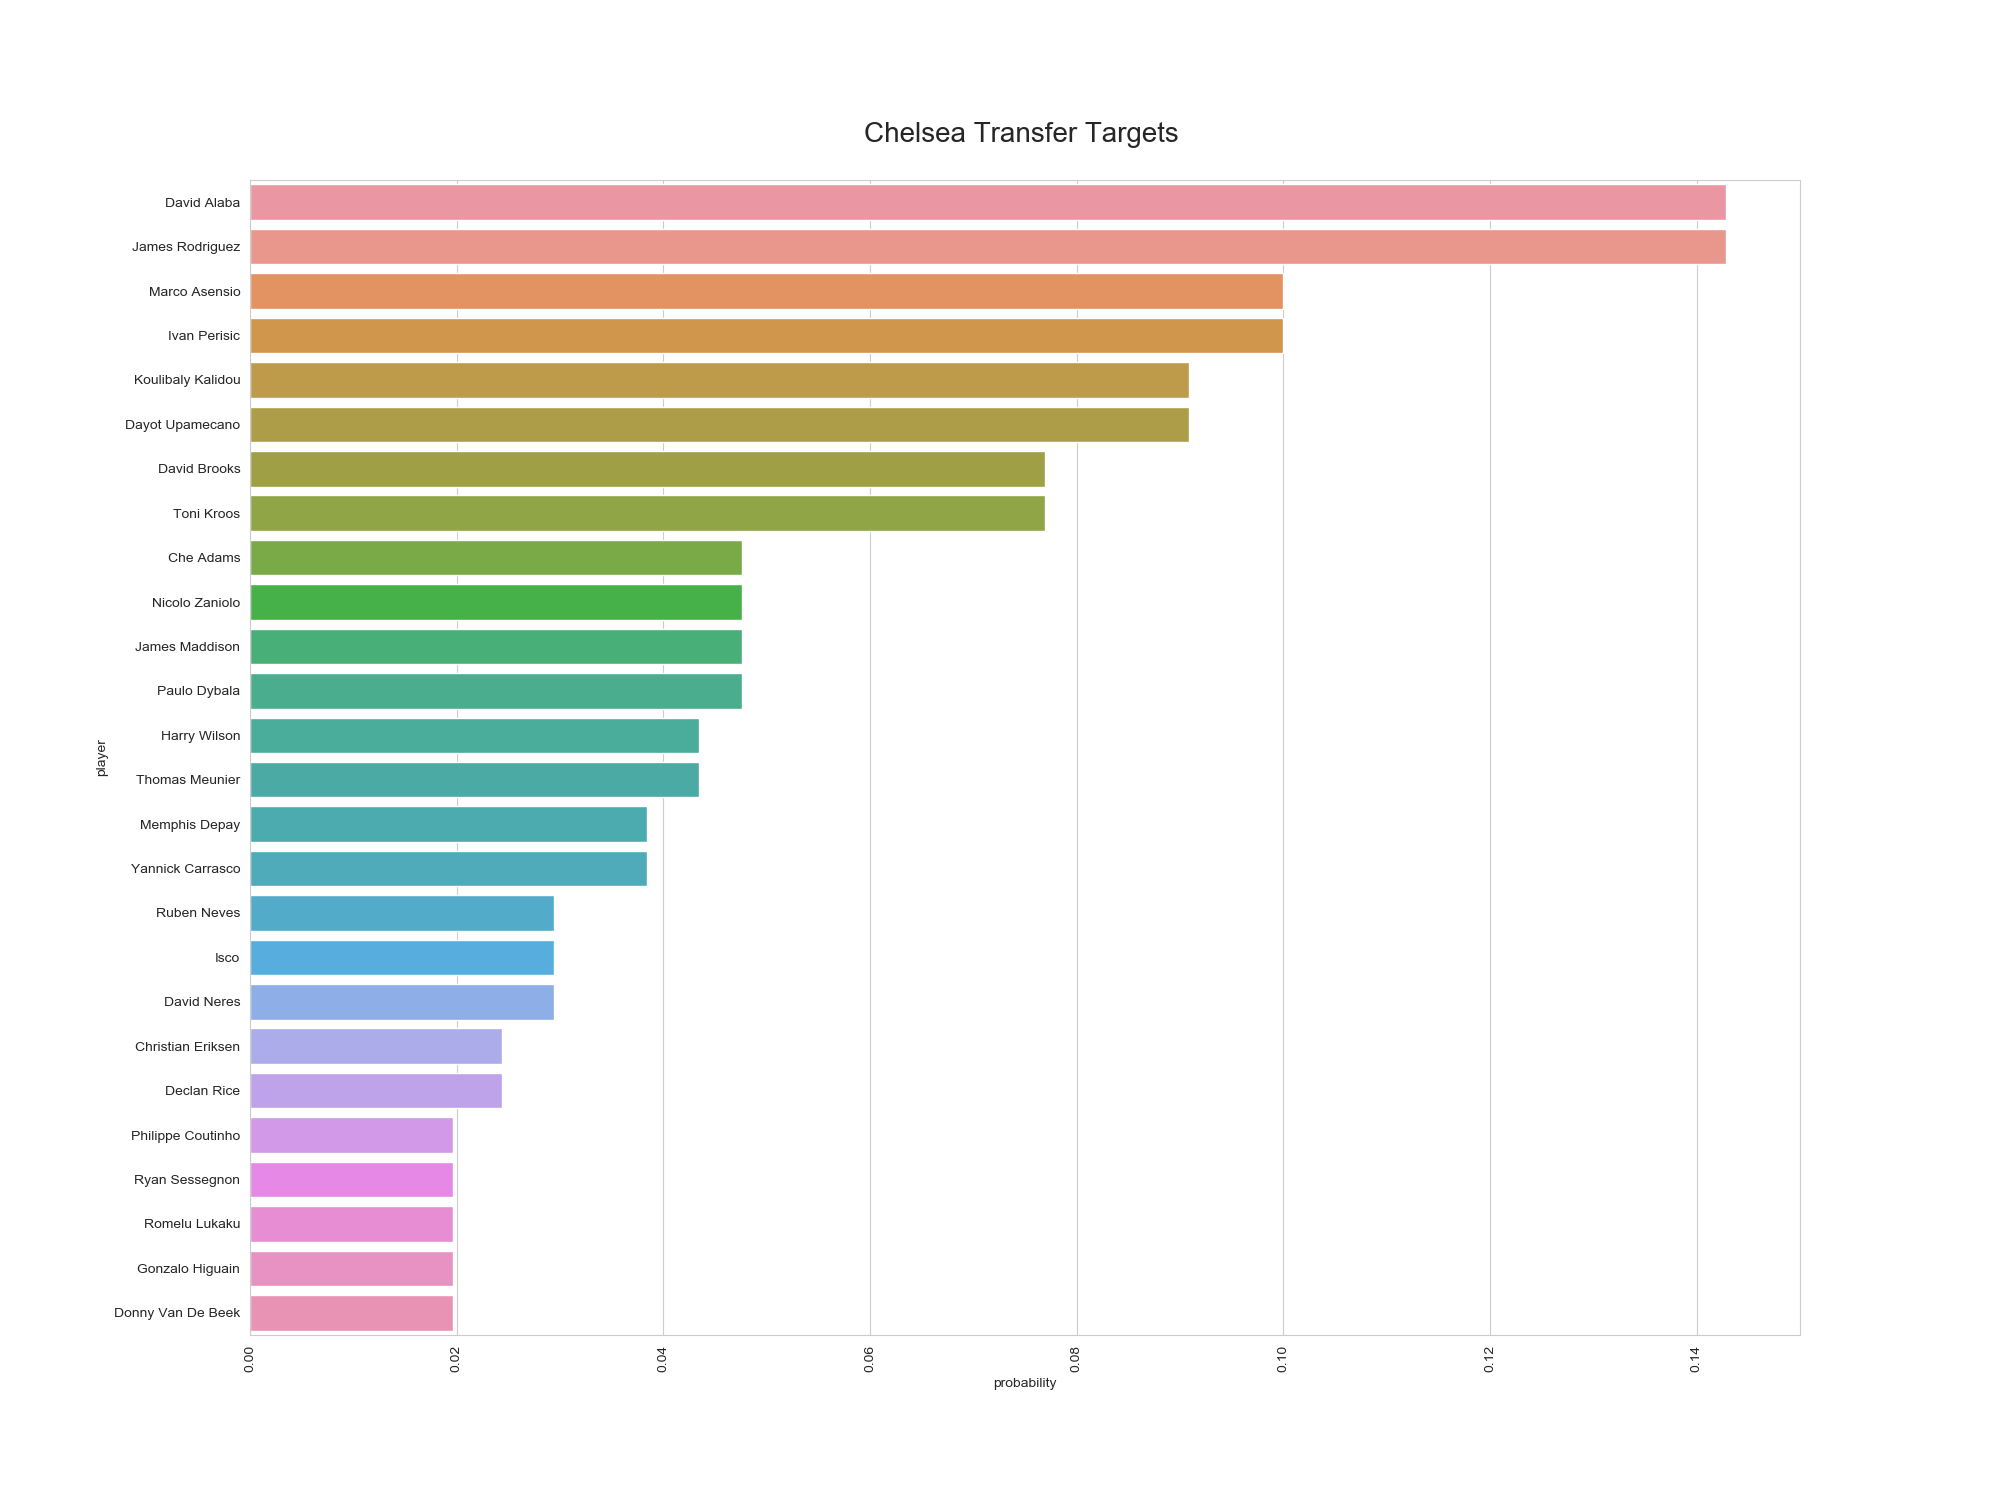 Chelsea Transfer Targets
David Alaba
James Rodriguez
Marco Asensio
Ivan Perisic
Koulibaly Kalidou
Dayot Upamecano
David Brooks
Toni Kroos
Che Adams
Nicolo Zaniolo
James Maddison
Paulo Dybala
Harry Wilson
Thomas Meunier
Memphis Depay
Yannick Carrasco
Ruben Neves
Isco
David Neres
Christian Eriksen
Declan Rice
Philippe Coutinho
Ryan Sessegnon
Romelu Lukaku
Gonzalo Higuain
Donny Van De Beek
player
0.00 0.02 0.04 0.06 0.08 0.10 0.12 0.14
probability